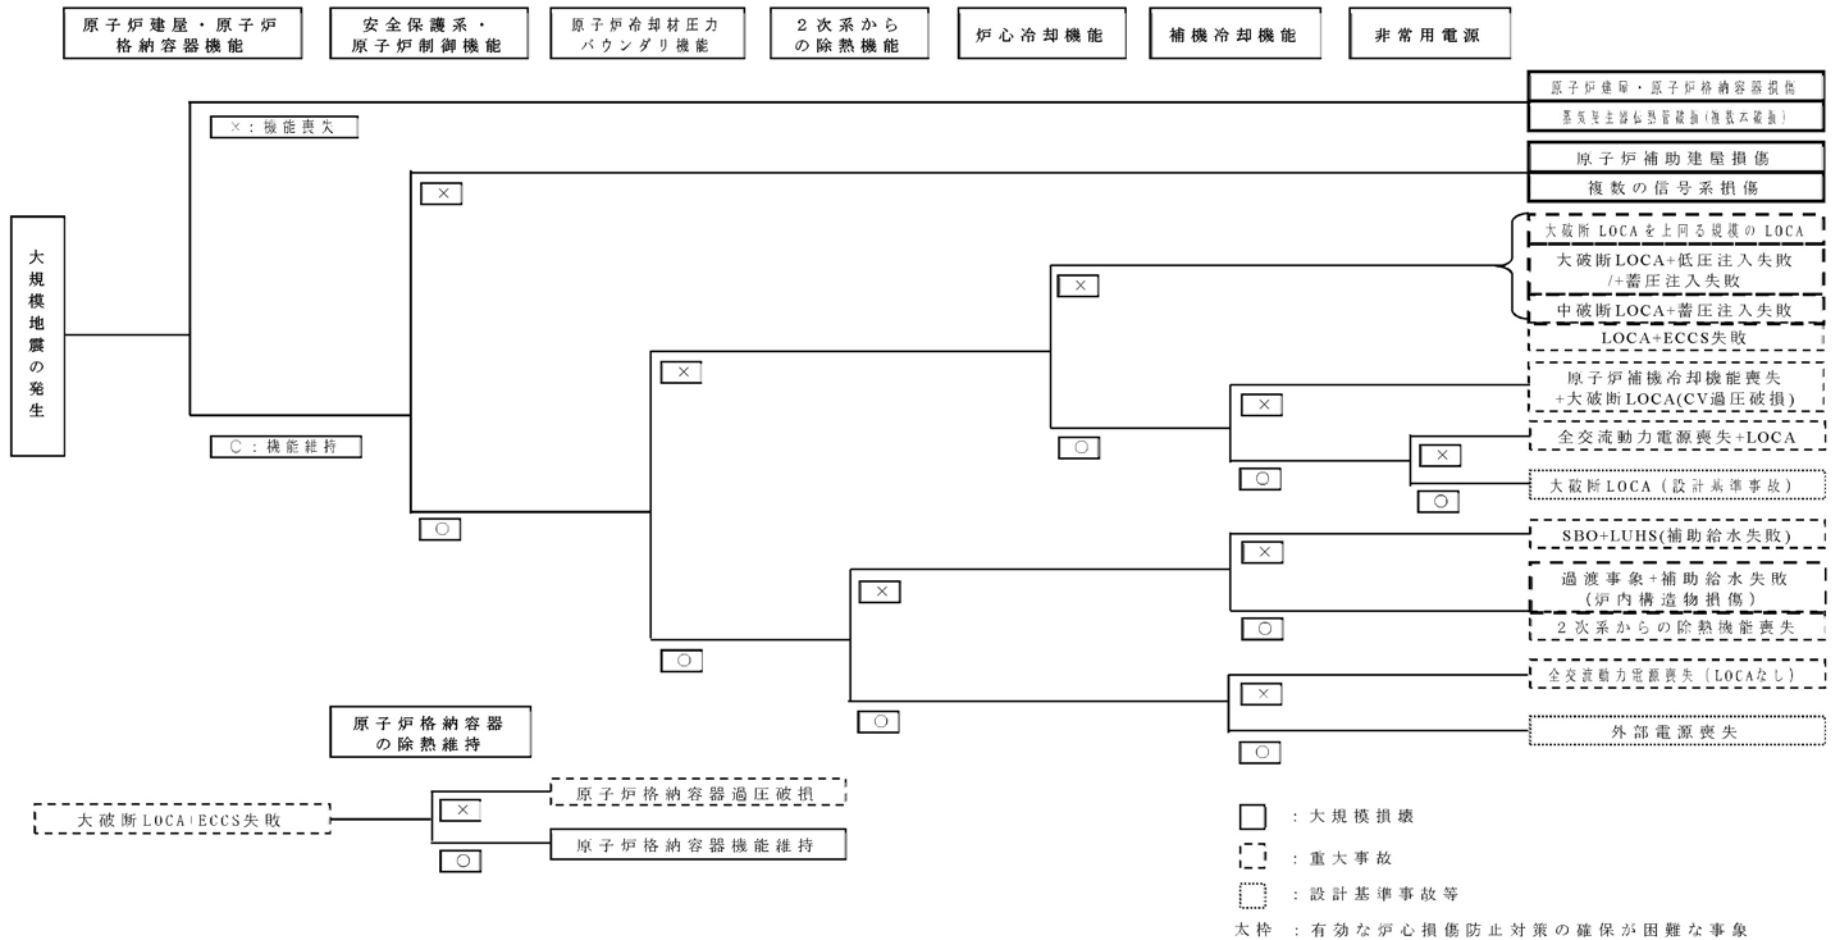 原子炉建屋・原子炉
格納容器機能
安全保護系・
原子炉制御機能
原子炉冷却材圧力
バウンダリ機能
2次系から
の除熱機能
炉心冷却機能
補機冷却機能
非常用電源
大規模地震の発生
×：機能喪失
○：機能維持
×
○
×
○
×
○
×
○
×
○
×
○
×
○
×
○
×
○
原子炉建屋・原子炉格納容器損傷
蒸気発生器伝熱管破損(複数本破損)
原子炉補助建屋損傷
複数の信号系損傷
大破断LOCAを上回る規模のLOCA
大破断LOCA+低圧注入失敗
/+蓄圧注入失敗
中破断LOCA+蓄圧注入失敗
LOCA+ECCS失敗
原子炉補機冷却機能喪失
+大破断LOCA(CV過圧破損)
全交流動力電源喪失+LOCA
大破断LOCA（設計基準事故）
SBO+LUHS(補助給水失敗)
過渡事象+補助給水失敗
（炉内構造物損傷）
2次系からの除熱機能喪失
全交流動力電源喪失（LOCAなし）
外部電源喪失
原子炉格納容器
の除熱維持
大破断LOCA+ECCS失敗
×
○
原子炉格納容器過圧破損
原子炉格納容器機能維持
：大規模損壊
：重大事故
：設計基準事故等
太枠：有効な炉心損傷防止対策の確保が困難な事象